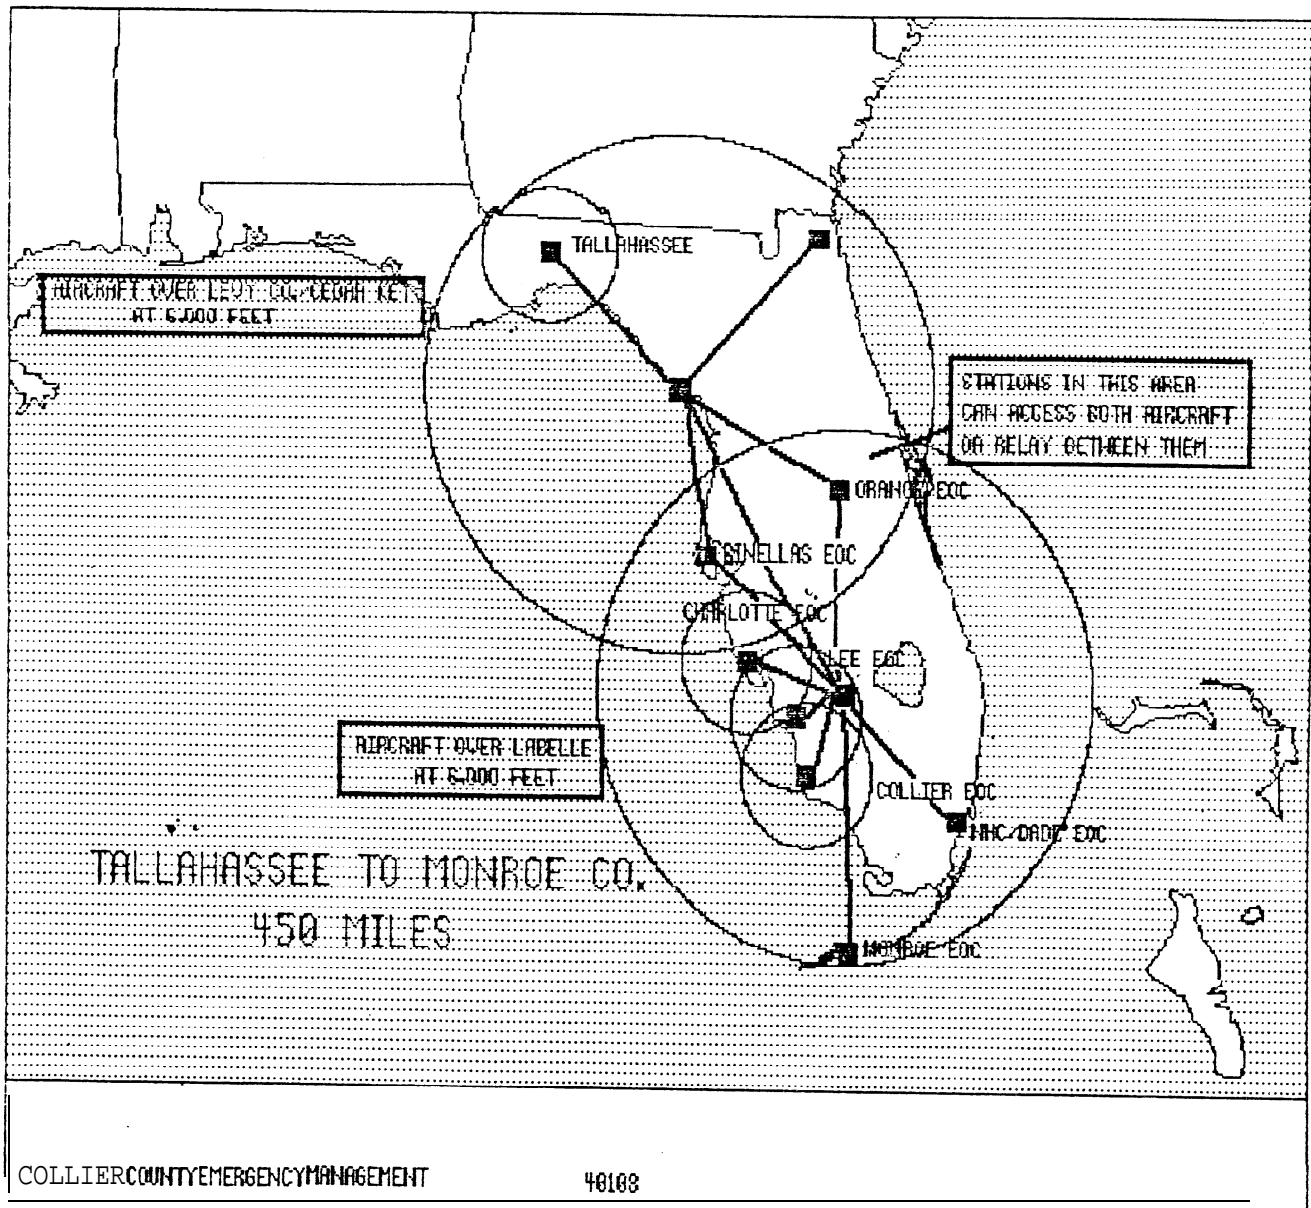 TALLAHASSEE
AIRCRAFT OVER LEVY CO./CEDAR KEY
AT 6,000 FEET
STATIONS IN THIS AREA
CAN ACCESS BOTH AIRCRAFT
OR RELAY BETWEEN THEM
ORANGE EOC
PINELLAS EOC
CHARLOTTE EOC
LEE EOC
AIRCRAFT OVER LABELLE
AT 6,000 FEET
COLLIER EOC
NHC/DADE EOC
TALLAHASSEE TO MONROE CO.
450 MILES
MONROE EOC
COLLIERCOUNTYEMERGENCYMANAGEMENT